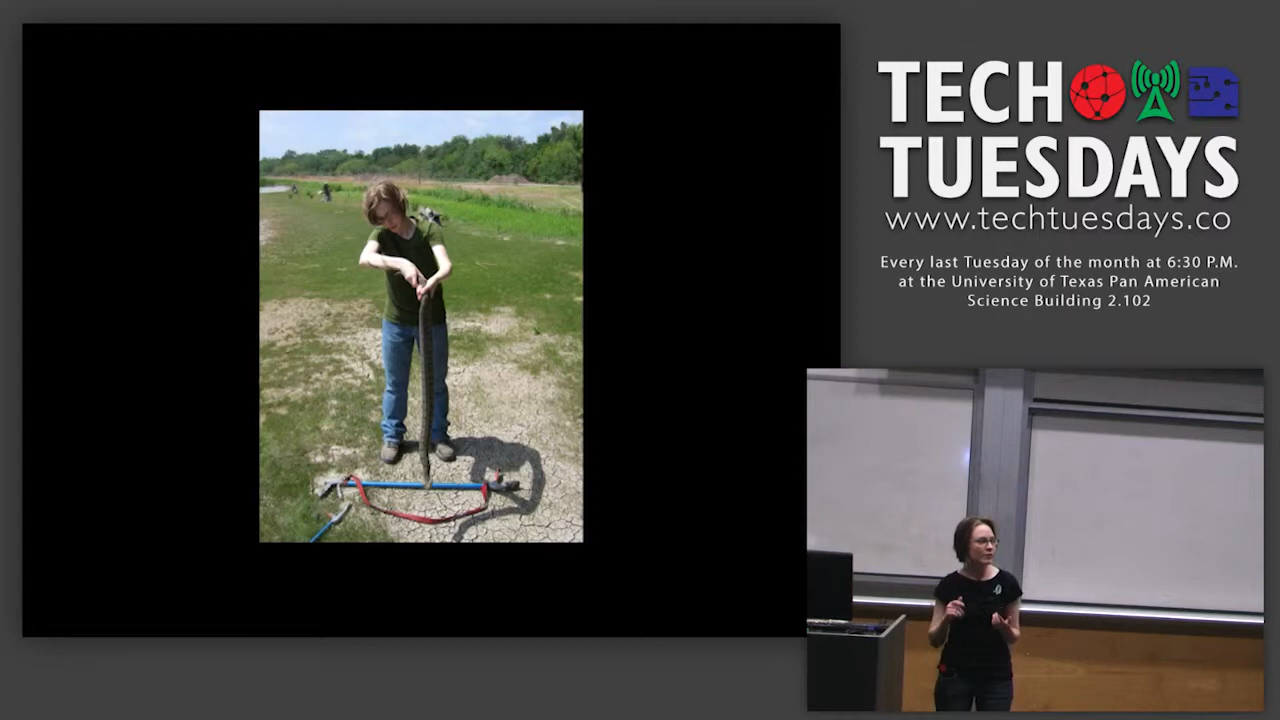 TECH
TUESDAYS
www.techtuesdays.co
Every last Tuesday of the month at 6:30 P.M.
at the University of Texas Pan American
Science Building 2.102